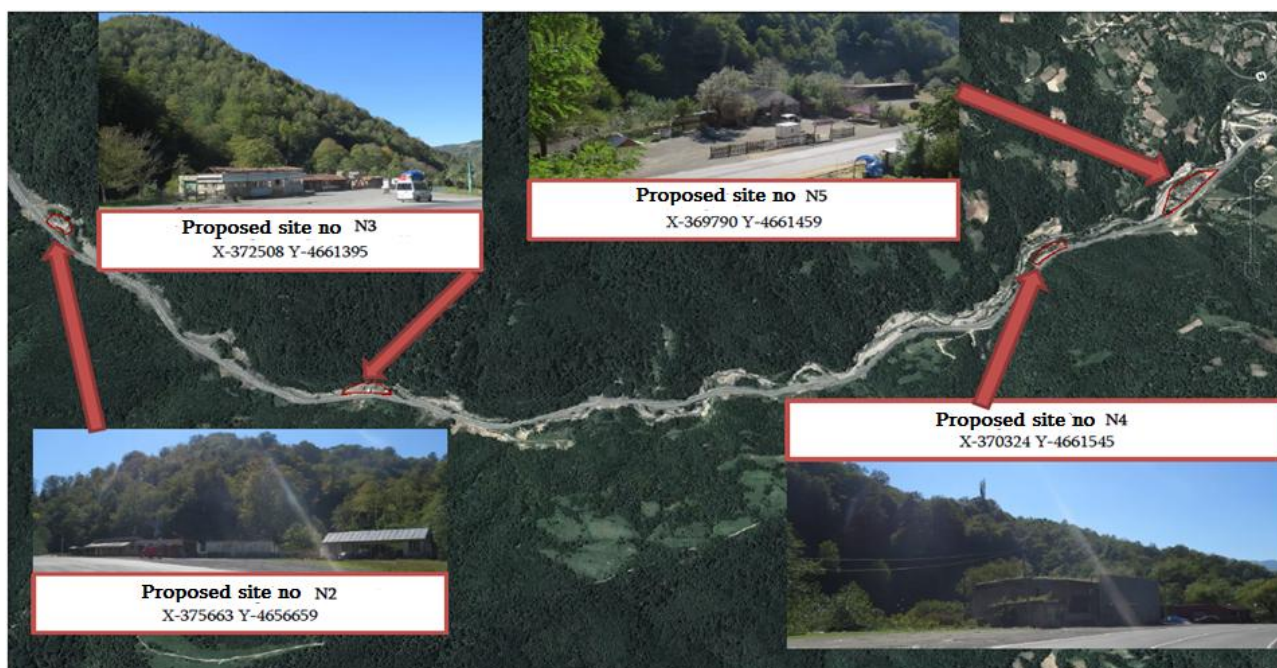 Proposed site no N5
X-369790 Y-4661459
Proposed site no N3
X-372508 Y-4661395
Proposed site no N4
X-370324 Y-4661545
Proposed site no N2
X-375663 Y-4656659